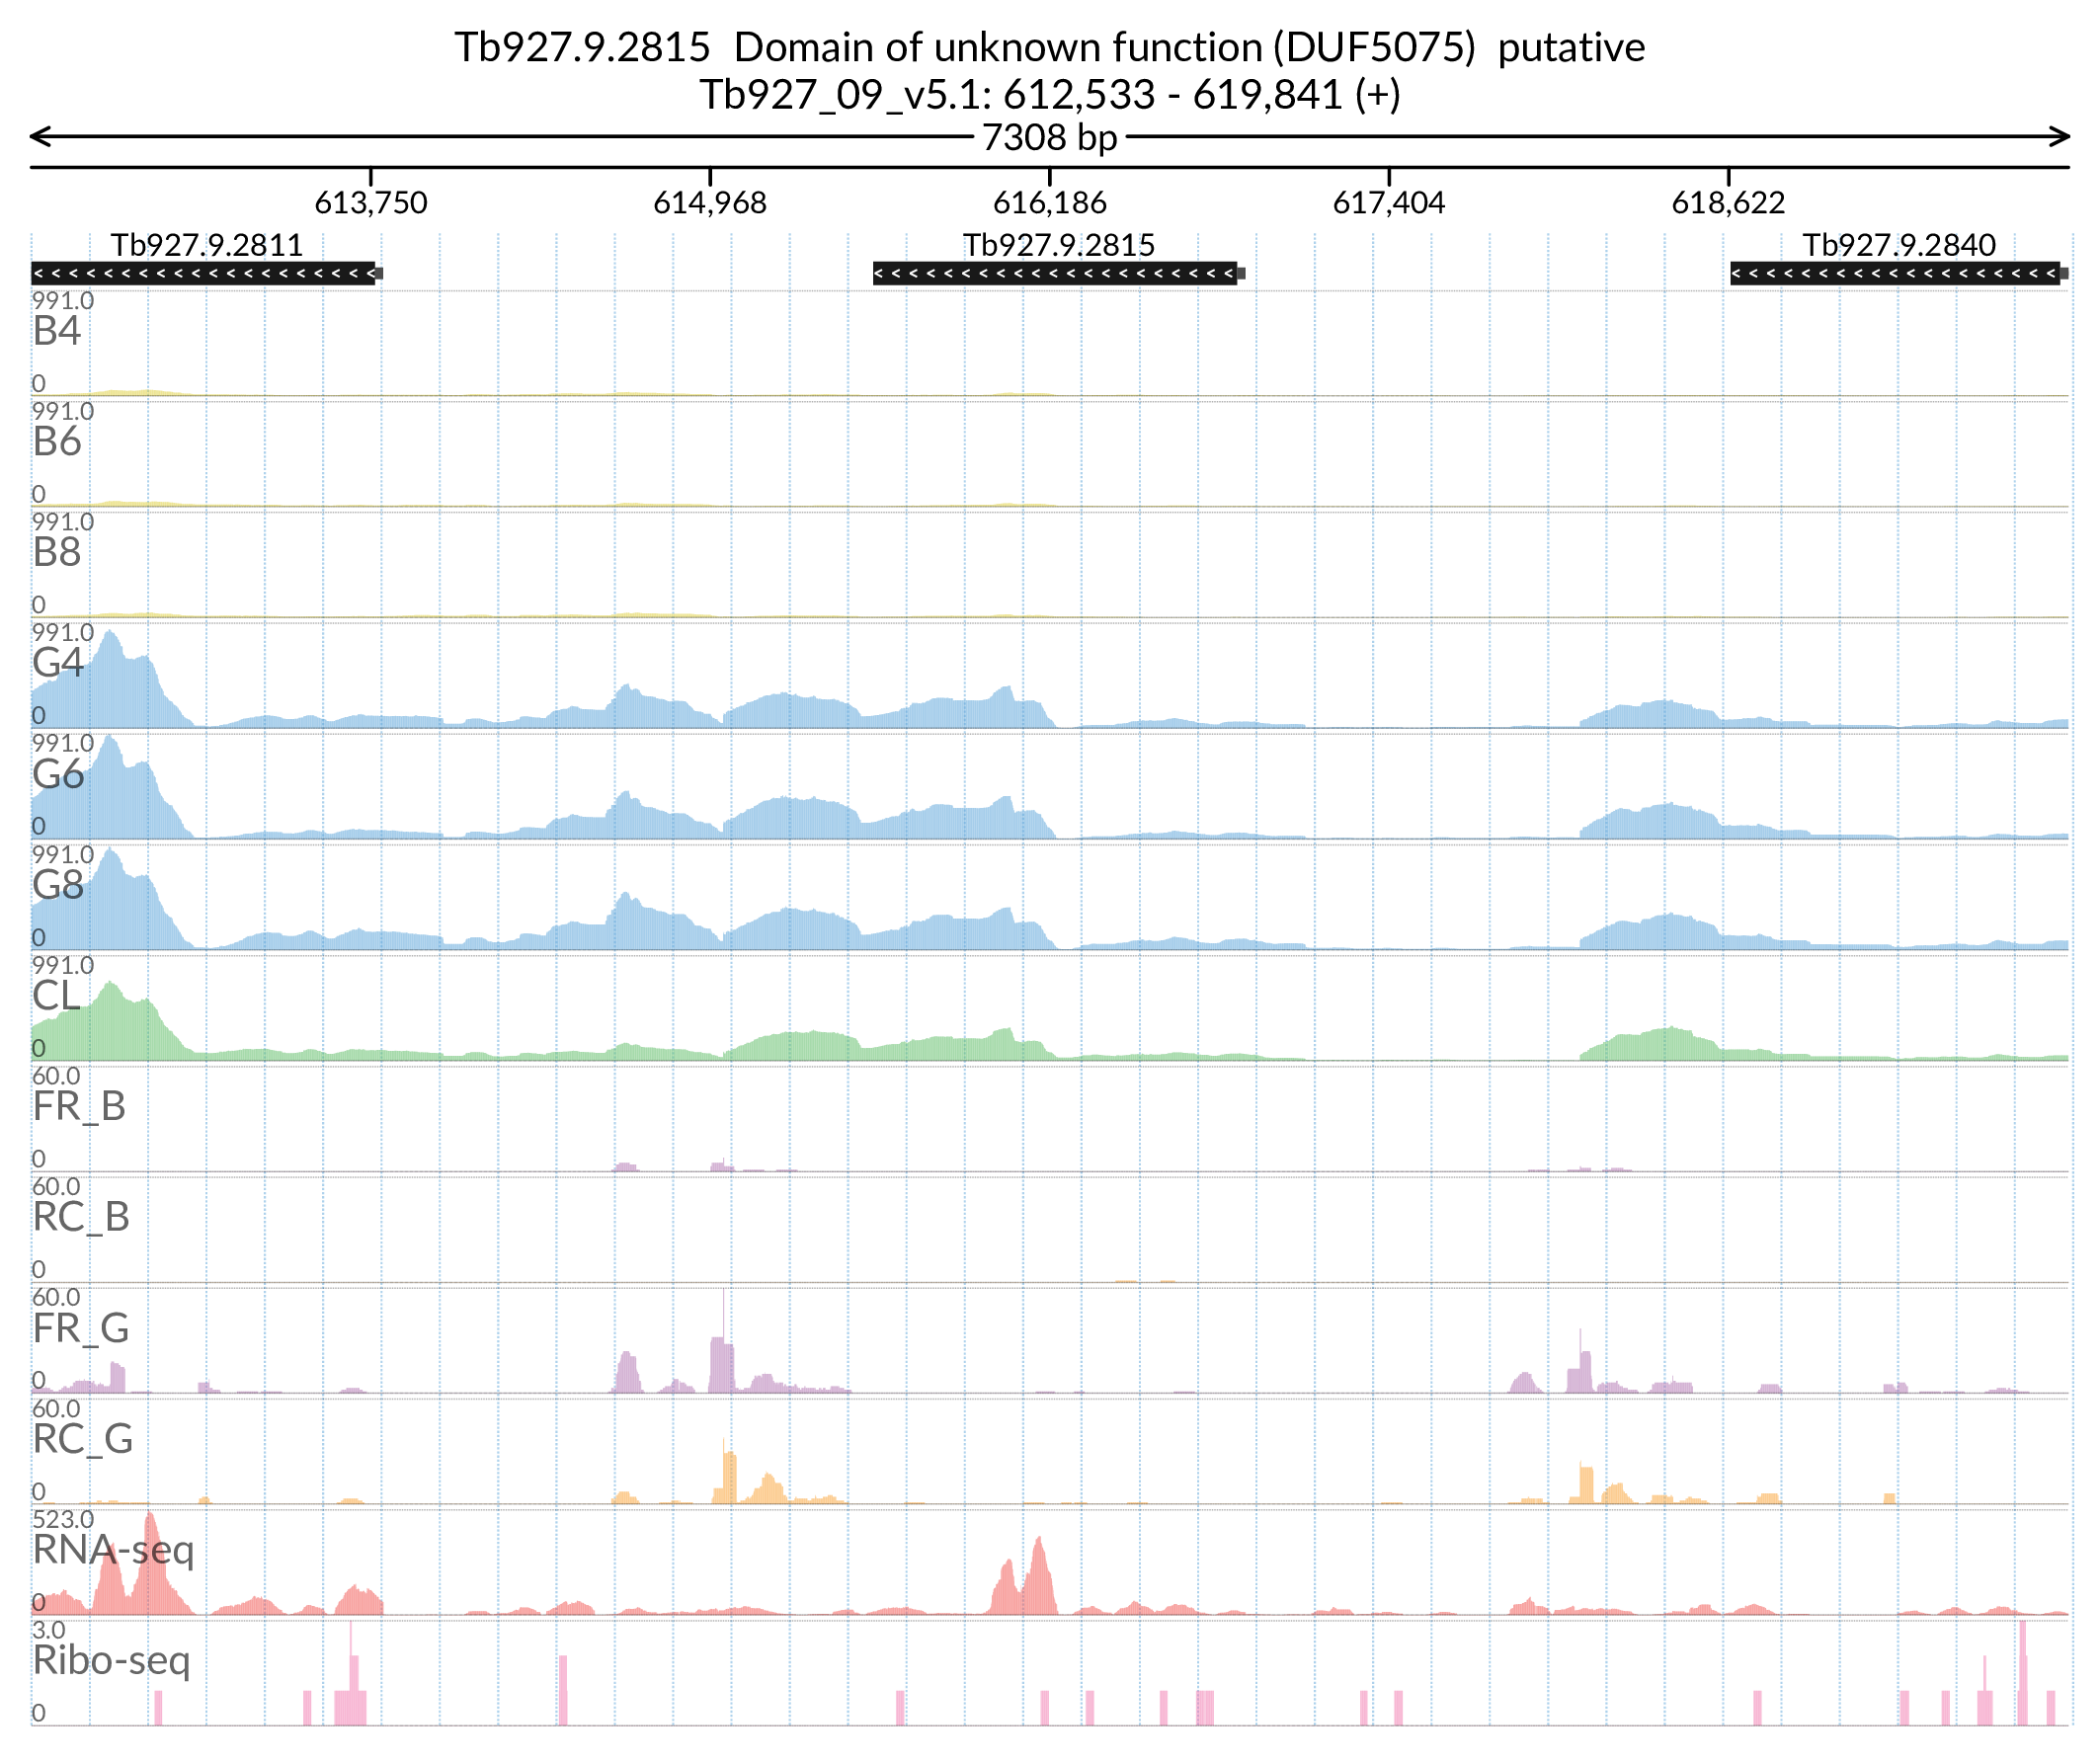 Tb927.9.2815  Domain of unknown function (DUF5075)  putative
Tb927_09_v5.1: 612,533 - 619,841 (+)
7308 bp
613,750 614,968 616,186 617,404 618,622
Tb927.9.2811 Tb927.9.2815 Tb927.9.2840
991.0
B4
0
991.0
B6
0
991.0
B8
0
991.0
G4
0
991.0
G6
0
991.0
G8
0
991.0
CL
0
60.0
FR_B
0
60.0
RC_B
0
60.0
FR_G
0
60.0
RC_G
0
523.0
RNA-seq
0
3.0
Ribo-seq
0